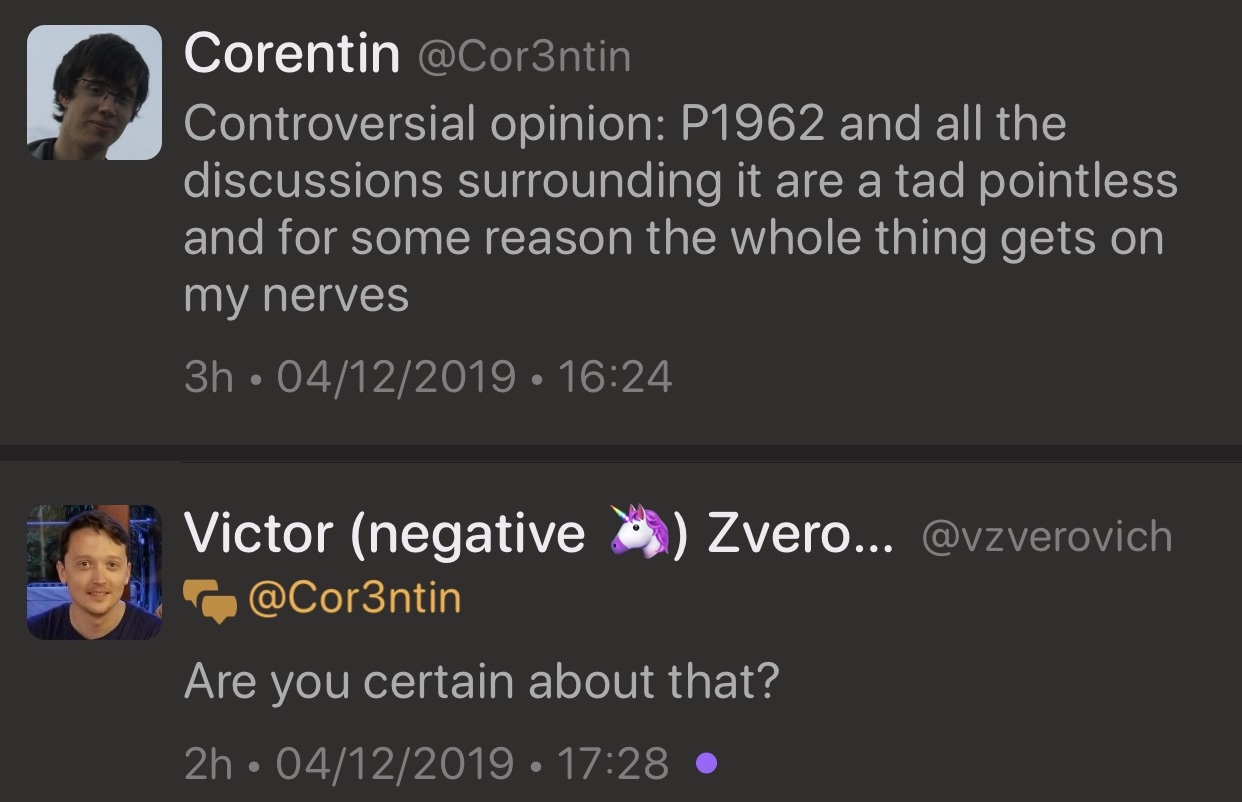 Corentin @Cor3ntin
Controversial opinion: P1962 and all the
discussions surrounding it are a tad pointless
and for some reason the whole thing gets on
my nerves
3h • 04/12/2019 • 16:24
Victor (negative 🦄) Zvero... @vzverovich
@Cor3ntin
Are you certain about that?
2h • 04/12/2019 • 17:28